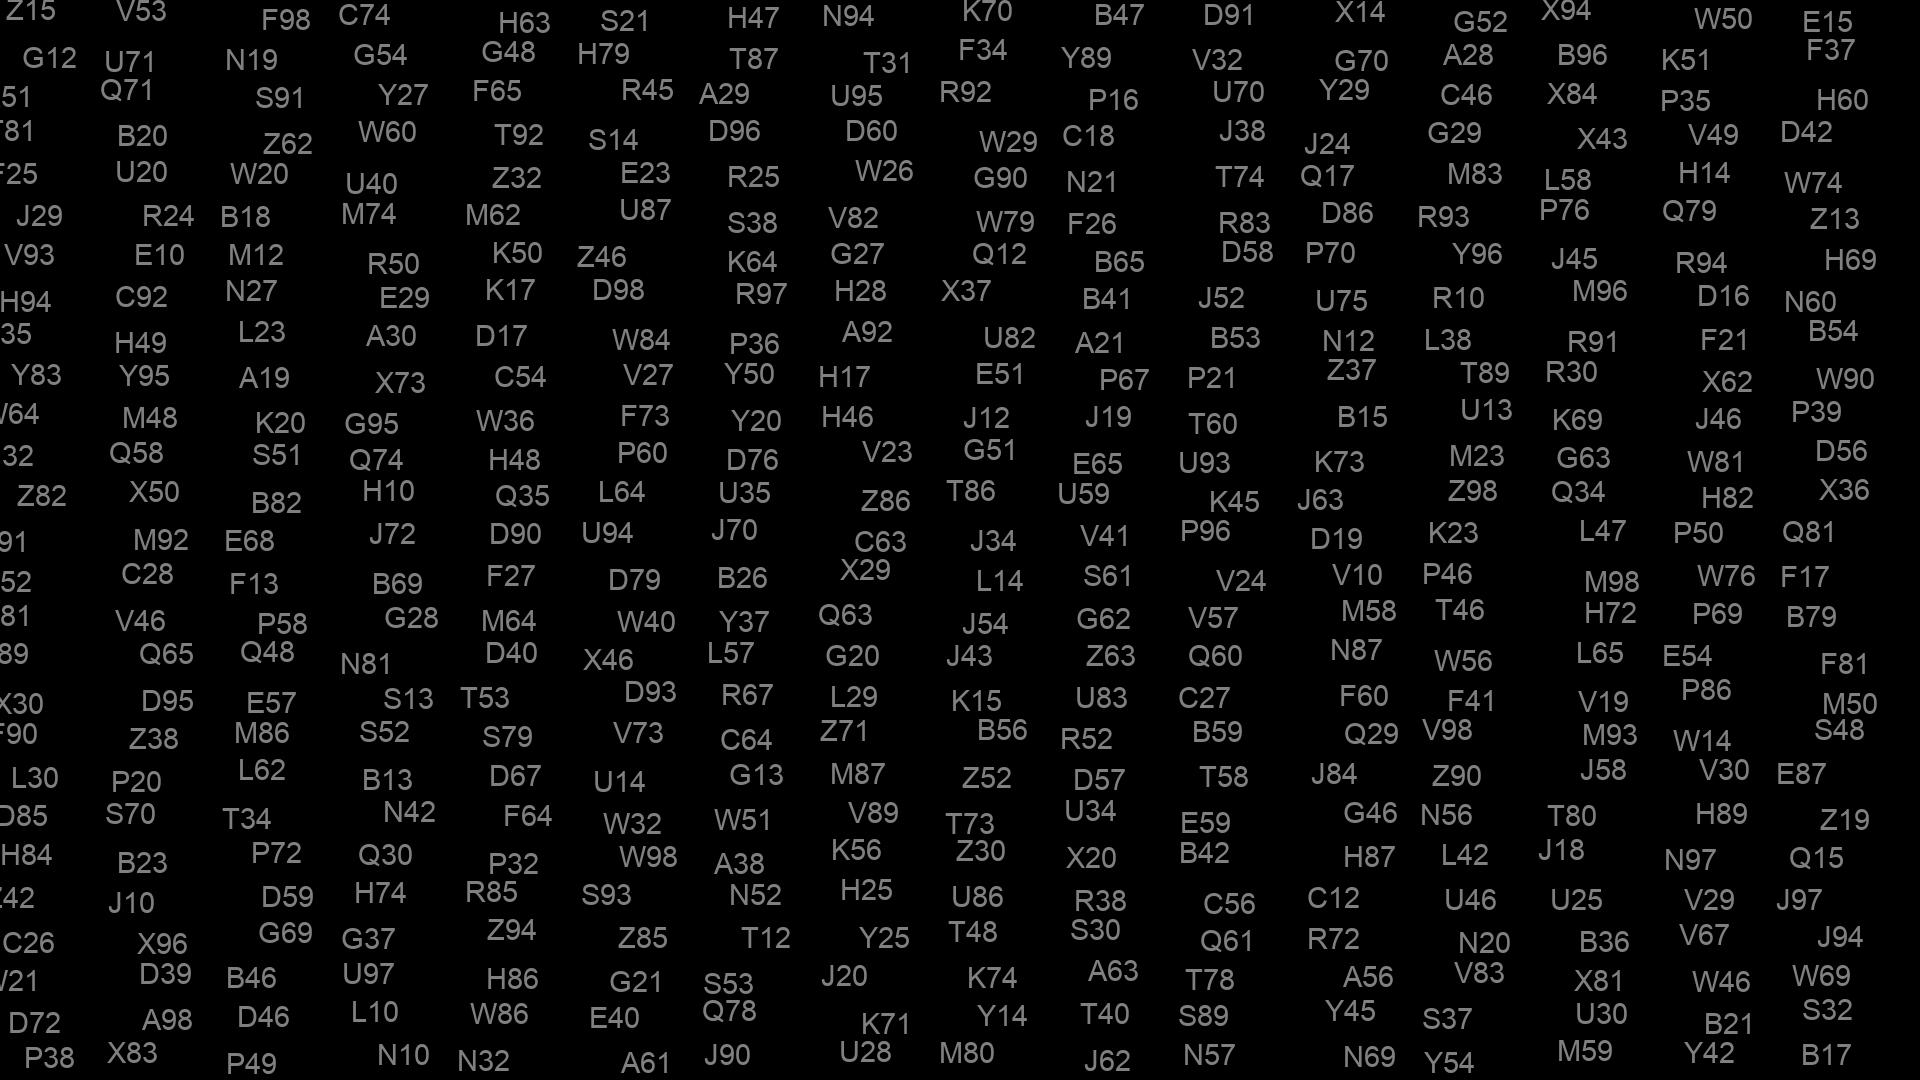 Z15 V53 F98 C74 H63 S21 H47 N94 K70 B47 D91 X14 G52 X94 W50 E15
G12 U71 N19 G54 G48 H79 T87 T31 F34 Y89 V32 G70 A28 B96 K51 F37
51 Q71 S91 Y27 F65 R45 A29 U95 R92 P16 U70 Y29 C46 X84 P35 H60
81 B20 Z62 W60 T92 S14 D96 D60 W29 C18 J38 J24 G29 X43 V49 D42
25 U20 W20 U40 Z32 E23 R25 W26 G90 N21 T74 Q17 M83 L58 H14 W74
J29 R24 B18 M74 M62 U87 S38 V82 W79 F26 R83 D86 R93 P76 Q79 Z13
V93 E10 M12 R50 K50 Z46 K64 G27 Q12 B65 D58 P70 Y96 J45 R94 H69
H94 C92 N27 E29 K17 D98 R97 H28 X37 B41 J52 U75 R10 M96 D16 N60
35 H49 L23 A30 D17 W84 P36 A92 U82 A21 B53 N12 L38 R91 F21 B54
Y83 Y95 A19 X73 C54 V27 Y50 H17 E51 P67 P21 Z37 T89 R30 X62 W90
W64 M48 K20 G95 W36 F73 Y20 H46 J12 J19 T60 B15 U13 K69 J46 P39
32 Q58 S51 Q74 H48 P60 D76 V23 G51 E65 U93 K73 M23 G63 W81 D56
Z82 X50 B82 H10 Q35 L64 U35 Z86 T86 U59 K45 J63 Z98 Q34 H82 X36
91 M92 E68 J72 D90 U94 J70 C63 J34 V41 P96 D19 K23 L47 P50 Q81
52 C28 F13 B69 F27 D79 B26 X29 L14 S61 V24 V10 P46 M98 W76 F17
81 V46 P58 G28 M64 W40 Y37 Q63 J54 G62 V57 M58 T46 H72 P69 B79
89 Q65 Q48 N81 D40 X46 L57 G20 J43 Z63 Q60 N87 W56 L65 E54 F81
X30 D95 E57 S13 T53 D93 R67 L29 K15 U83 C27 F60 F41 V19 P86 M50
F90 Z38 M86 S52 S79 V73 C64 Z71 B56 R52 B59 Q29 V98 M93 W14 S48
L30 P20 L62 B13 D67 U14 G13 M87 Z52 D57 T58 J84 Z90 J58 V30 E87
D85 S70 T34 N42 F64 W32 W51 V89 T73 U34 E59 G46 N56 T80 H89 Z19
H84 B23 P72 Q30 P32 W98 A38 K56 Z30 X20 B42 H87 L42 J18 N97 Q15
Z42 J10 D59 H74 R85 S93 N52 H25 U86 R38 C56 C12 U46 U25 V29 J97
C26 X96 G69 G37 Z94 Z85 T12 Y25 T48 S30 Q61 R72 N20 B36 V67 J94
W21 D39 B46 U97 H86 G21 S53 J20 K74 A63 T78 A56 V83 X81 W46 W69
D72 A98 D46 L10 W86 E40 Q78 K71 Y14 T40 S89 Y45 S37 U30 B21 S32
P38 X83 P49 N10 N32 A61 J90 U28 M80 J62 N57 N69 Y54 M59 Y42 B17